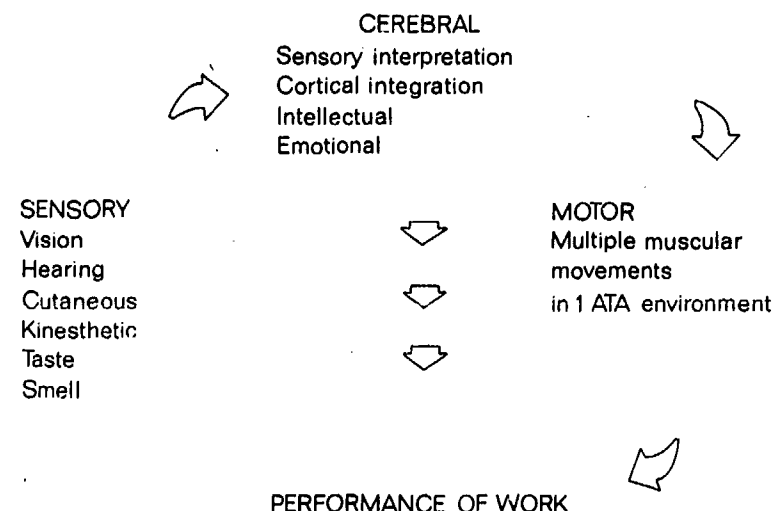 CEREBRAL
Sensory interpretation
Cortical integration
Intellectual
Emotional
SENSORY
Vision
Hearing
Cutaneous
Kinesthetic
Taste
Smell
MOTOR
Multiple muscular
movements
in 1 ATA environment
PERFORMANCE OF WORK